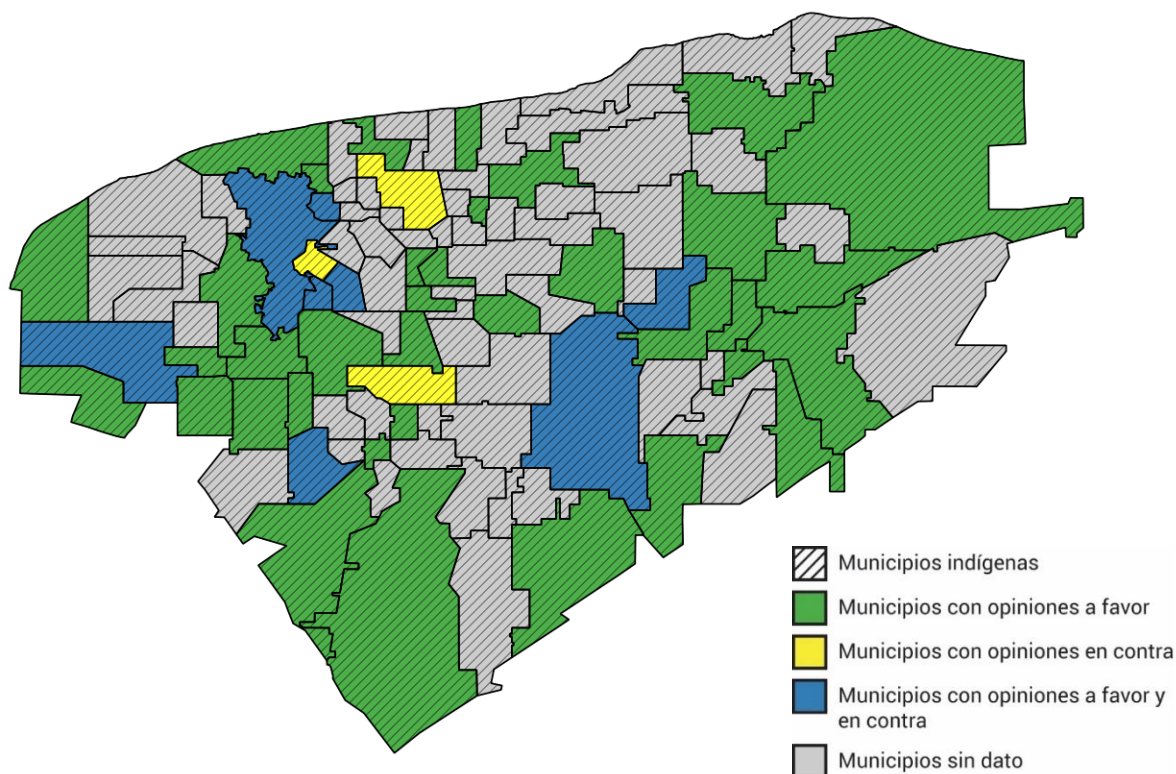 Municipios indígenas
Municipios con opiniones a favor
Municipios con opiniones en contra
Municipios con opiniones a favor y
en contra
Municipios sin dato